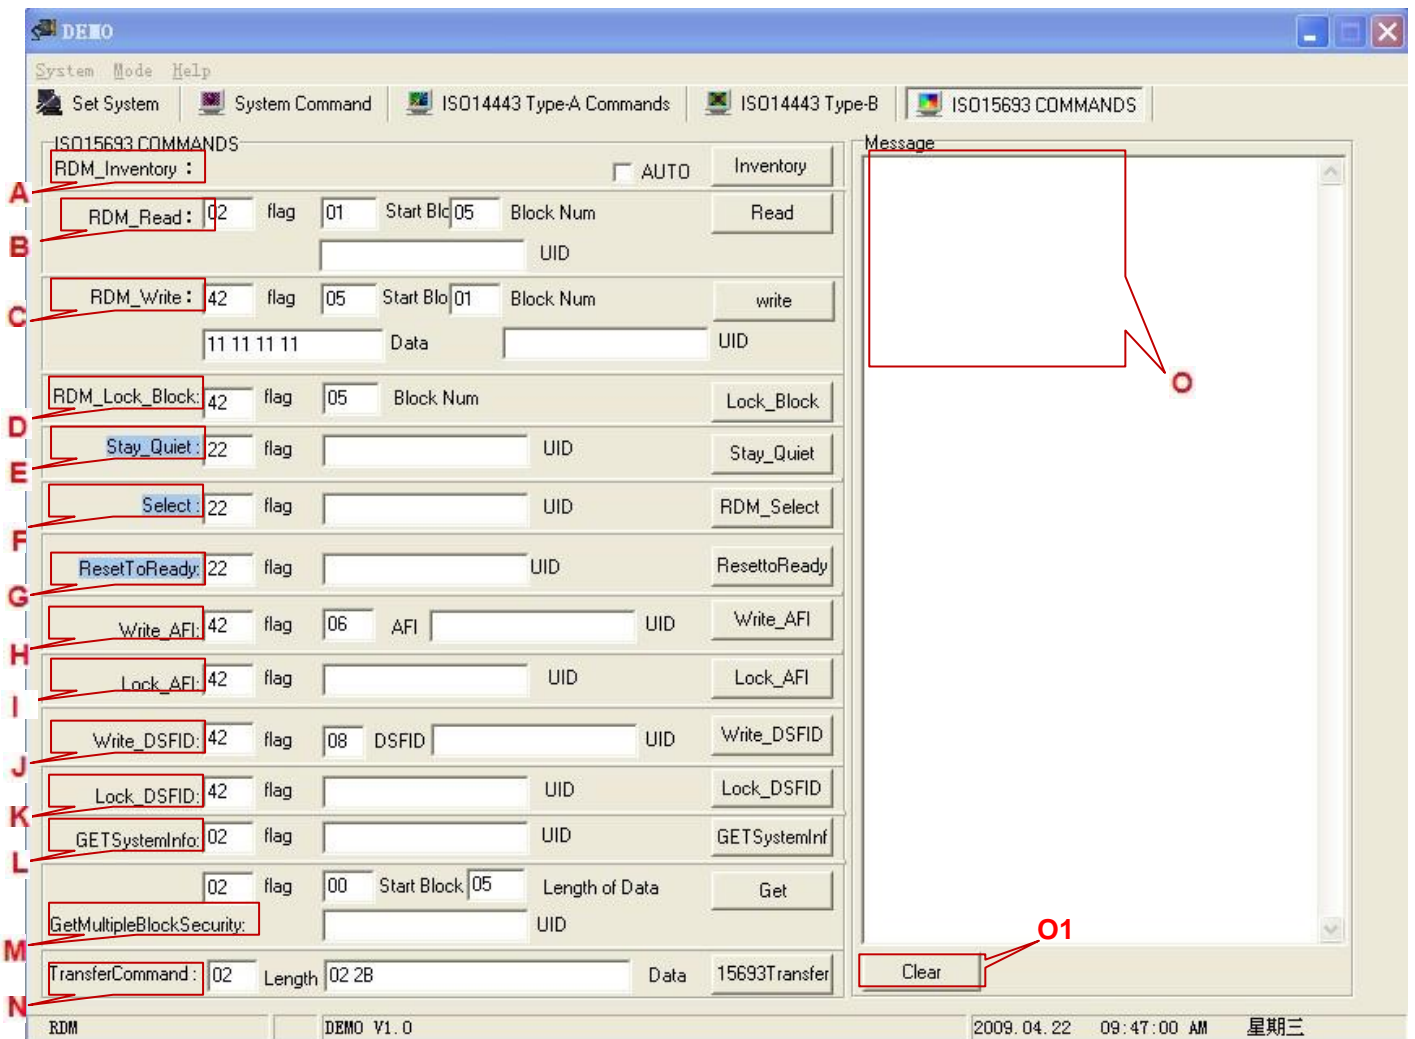 DEMO
System Mode Help
Set System System Command ISO14443 Type-A Commands ISO14443 Type-B ISO15693 COMMANDS
ISO15693 COMMANDS Message
RDM_Inventory : AUTO Inventory
A
RDM_Read: 02 flag 01 Start Blc 05 Block Num Read
B
UID
RDM_Write: 42 flag 05 Start Blo 01 Block Num write
C
11 11 11 11 Data UID
O
RDM_Lock_Block: 42 flag 05 Block Num Lock_Block
D
Stay_Quiet : 22 flag UID Stay_Quiet
E
Select : 22 flag UID RDM_Select
F
ResetToReady: 22 flag UID ResettoReady
G
Write_AFI: 42 flag 06 AFI UID Write_AFI
H
Lock_AFI: 42 flag UID Lock_AFI
I
Write_DSFID: 42 flag 08 DSFID UID Write_DSFID
J
Lock_DSFID: 42 flag UID Lock_DSFID
K
GETSystemInfo: 02 flag UID GETSystemInf
L
02 flag 00 Start Block 05 Length of Data Get
GetMultipleBlockSecurity: UID
O1
M
TransferCommand : 02 Length 02 2B Data 15693Transfer Clear
N
RDM DEMO V1.0 2009.04.22 09:47:00 AM 星期三